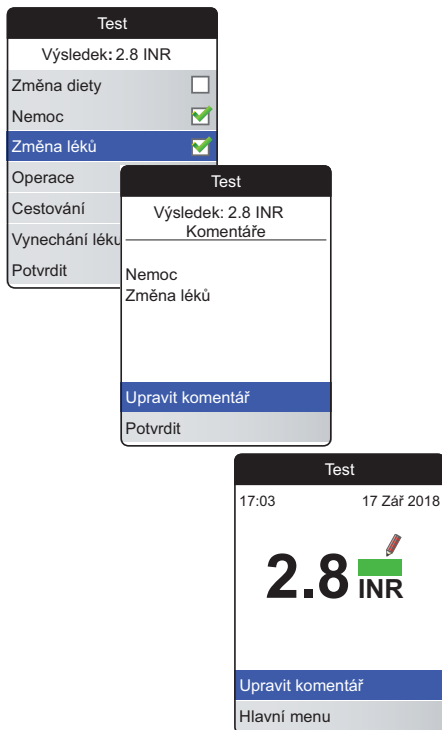 Test
Výsledek: 2.8 INR
Změna diety
Nemoc
Změna léků
Operace
Cestování
Vynechání léku
Potvrdit
Test
Výsledek: 2.8 INR
Komentáře
Nemoc
Změna léků
Upravit komentář
Potvrdit
Test
17:03 17 Zář 2018
2.8 INR
Upravit komentář
Hlavní menu